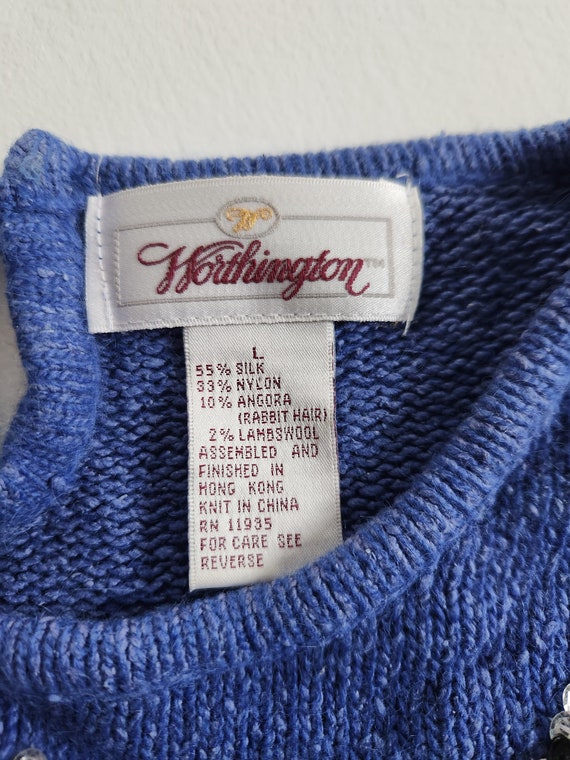 W
Worthington™
L
55% SILK
33% NYLON
10% ANGORA
(RABBIT HAIR)
2% LAMBSWOOL
ASSEMBLED AND
FINISHED IN
HONG KONG
KNIT IN CHINA
RN 11935
FOR CARE SEE
REVERSE